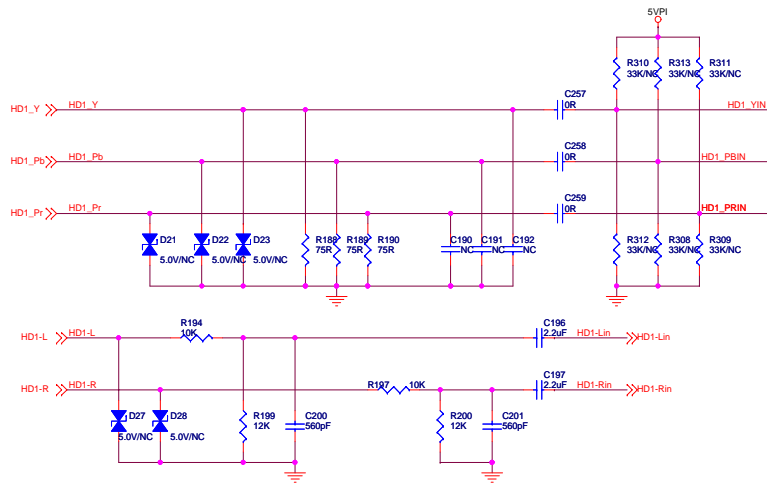 5VPI
R310
33K/NC
R313
33K/NC
R311
33K/NC
C257
0R
HD1_Y
HD1_Y
HD1_YIN
C258
0R
HD1_Pb
HD1_Pb
HD1_PBIN
C259
0R
HD1_Pr
HD1_Pr
HD1_PRIN
D21
5.0V/NC
D22
5.0V/NC
D23
5.0V/NC
R188
75R
R189
75R
R190
75R
C190
NC
C191
NC
C192
NC
R312
33K/NC
R308
33K/NC
R309
33K/NC
R194
10K
C196
2.2uF
HD1-L
HD1-L
HD1-Lin
HD1-Lin
C197
2.2uF
HD1-R
HD1-R
R197
10K
HD1-Rin
HD1-Rin
D27
5.0V/NC
D28
5.0V/NC
R199
12K
C200
560pF
R200
12K
C201
560pF